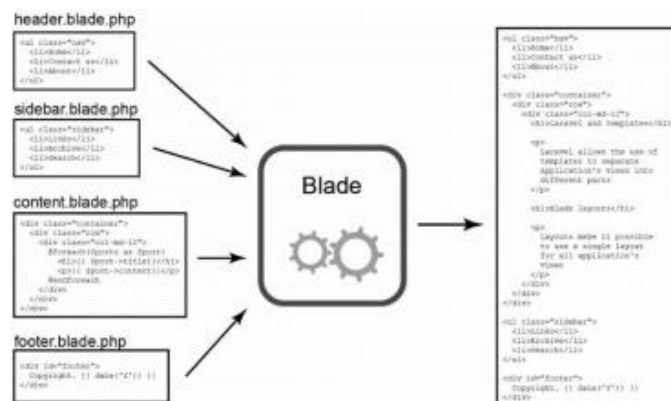 header.blade.php
<ul class="nav">
<li>Home</li>
<li>Contact us</li>
<li>About</li>
</ul>
sidebar.blade.php
<ul class="sidebar">
<li>Links</li>
<li>Archive</li>
<li>Search</li>
</ul>
content.blade.php
<div class="container">
<div class="row">
<div class="col-md-12">
@foreach($posts as $post)
<h1>{{ $post->title}}</h1>
<p>{{ $post->content}}</p>
@endforeach
</div>
</div>
</div>
footer.blade.php
<div id="footer">
Copyright, {{ date("Y") }}
</div>
Blade
<ul class="nav">
<li>Home</li>
<li>Contact us</li>
<li>About</li>
</ul>
<div class="container">
<div class="row">
<div class="col-md-12">
<h1>Laravel and templates</h1>
<p>
Laravel allows the use of
templates to separate
application's views into
different parts
</p>
<h1>Blade layouts</h1>
<p>
Layouts make it possible
to use a single layout
for all application's
views
</p>
</div>
</div>
</div>
<ul class="sidebar">
<li>Links</li>
<li>Archive</li>
<li>Search</li>
</ul>
<div id="footer">
Copyright, {{ date("Y") }}
</div>